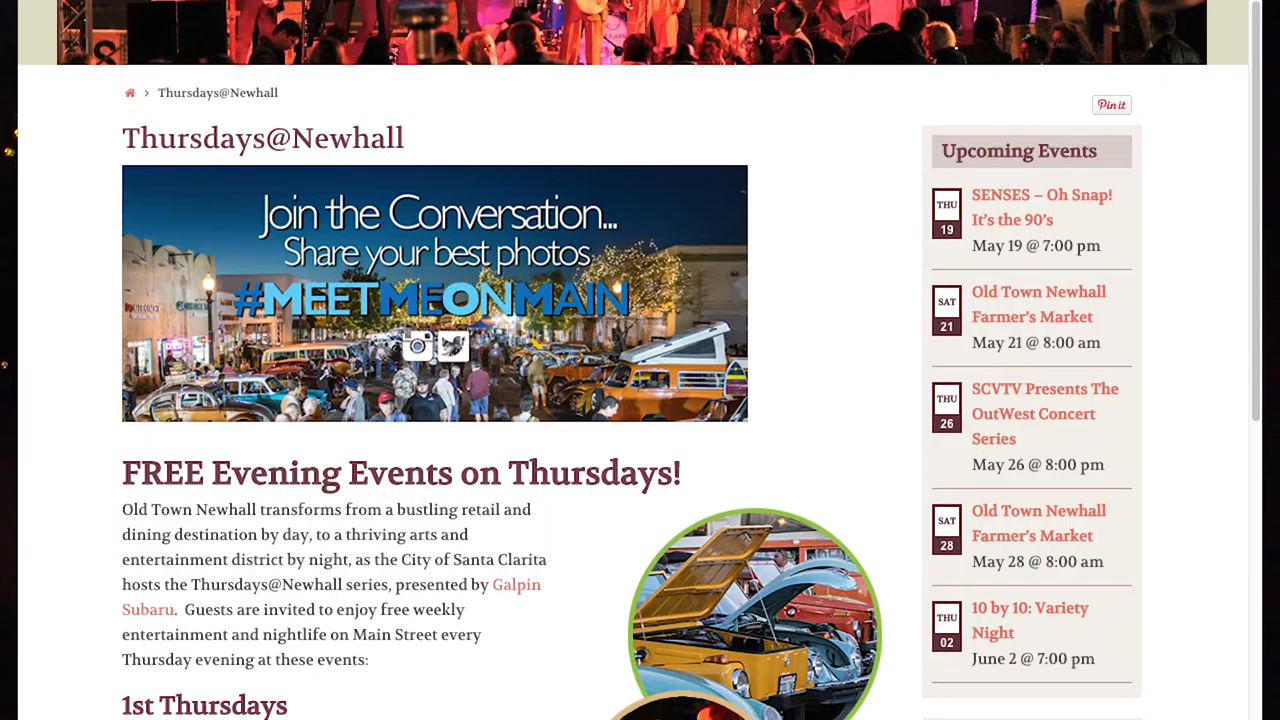 Thursdays@Newhall
Pin it
Thursdays@Newhall
Join the Conversation...
Share your best photos
#MEETMEONMAIN
FREE Evening Events on Thursdays!
Old Town Newhall transforms from a bustling retail and
dining destination by day, to a thriving arts and
entertainment district by night, as the City of Santa Clarita
hosts the Thursdays@Newhall series, presented by Galpin
Subaru.  Guests are invited to enjoy free weekly
entertainment and nightlife on Main Street every
Thursday evening at these events:
1st Thursdays
Upcoming Events
THU
19
SENSES – Oh Snap!
It's the 90's
May 19 @ 7:00 pm
SAT
21
Old Town Newhall
Farmer's Market
May 21 @ 8:00 am
THU
26
SCVTV Presents The
OutWest Concert
Series
May 26 @ 8:00 pm
SAT
28
Old Town Newhall
Farmer's Market
May 28 @ 8:00 am
THU
02
10 by 10: Variety
Night
June 2 @ 7:00 pm